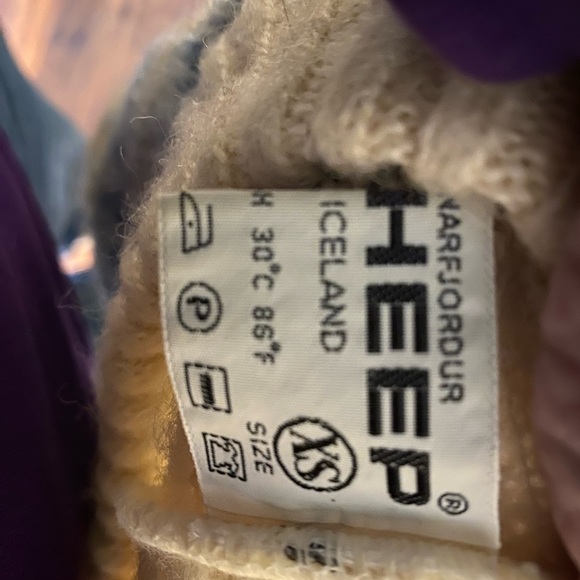 NARFJORDUR
HEEP®
ICELAND
XS
H 30°C 86°F
SIZE
P